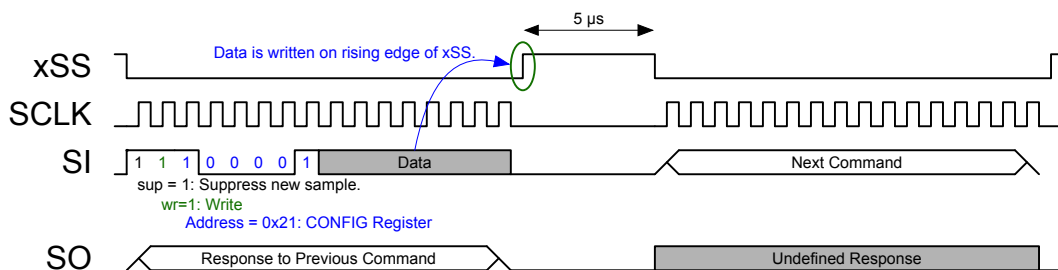 5 µs
Data is written on rising edge of xSS.
xSS
SCLK
SI
1 1 1 0 0 0 0 1
Data
Next Command
sup = 1: Suppress new sample.
wr=1: Write
Address = 0x21: CONFIG Register
SO
Response to Previous Command
Undefined Response